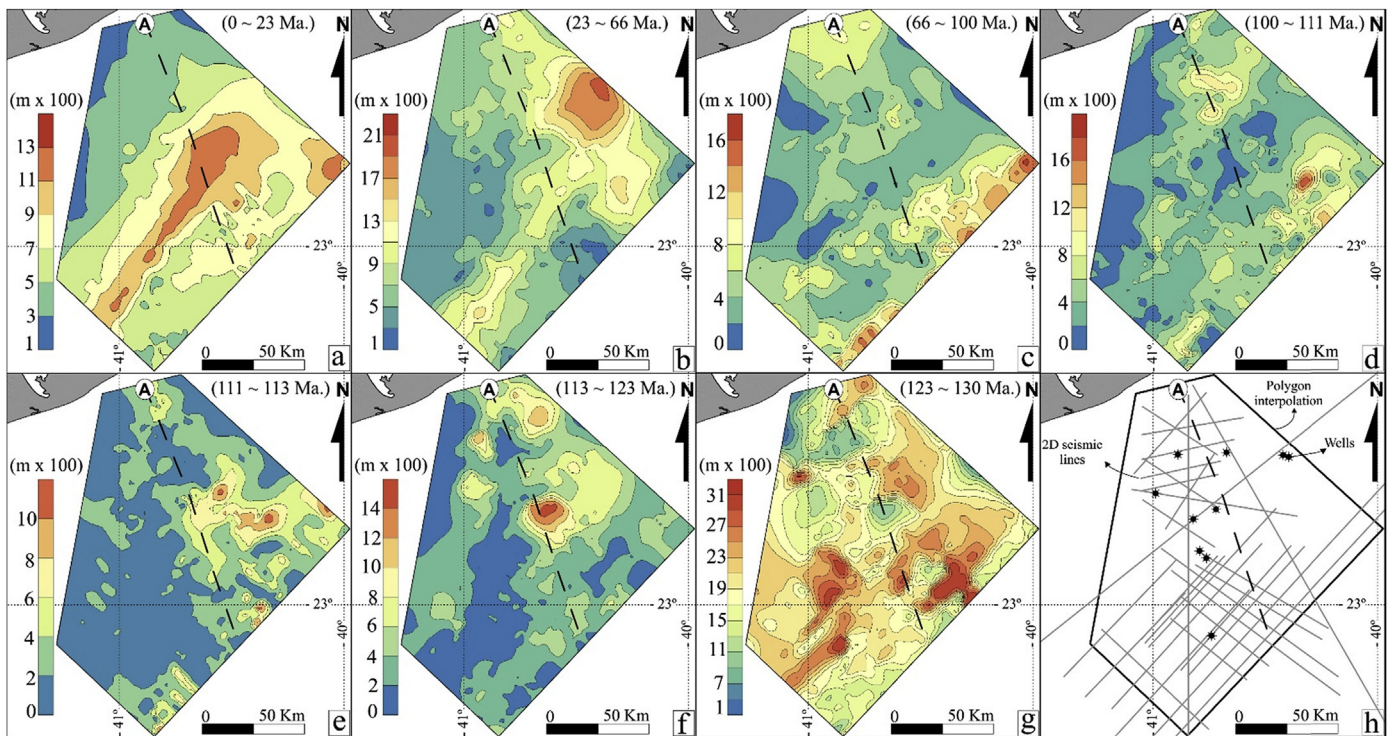 A
(0 ~ 23 Ma.)
N
(m x 100)
13
11
9
7
5
3
1
23°
40°
41°
0
50 Km
a
A
(23 ~ 66 Ma.)
N
(m x 100)
21
17
13
9
5
1
23°
40°
41°
0
50 Km
b
A
(66 ~ 100 Ma.)
N
(m x 100)
16
12
8
4
0
23°
40°
41°
0
50 Km
c
A
(100 ~ 111 Ma.)
N
(m x 100)
16
12
8
4
0
23°
40°
41°
0
50 Km
d
A
(111 ~ 113 Ma.)
N
(m x 100)
10
8
6
4
2
0
23°
40°
41°
0
50 Km
e
A
(113 ~ 123 Ma.)
N
(m x 100)
14
12
10
8
6
4
2
0
23°
40°
41°
0
50 Km
f
A
(123 ~ 130 Ma.)
N
(m x 100)
31
27
23
19
15
11
7
1
23°
40°
41°
0
50 Km
g
A
Polygon
interpolation
N
2D seismic
lines
Wells
23°
40°
41°
0
50 Km
h